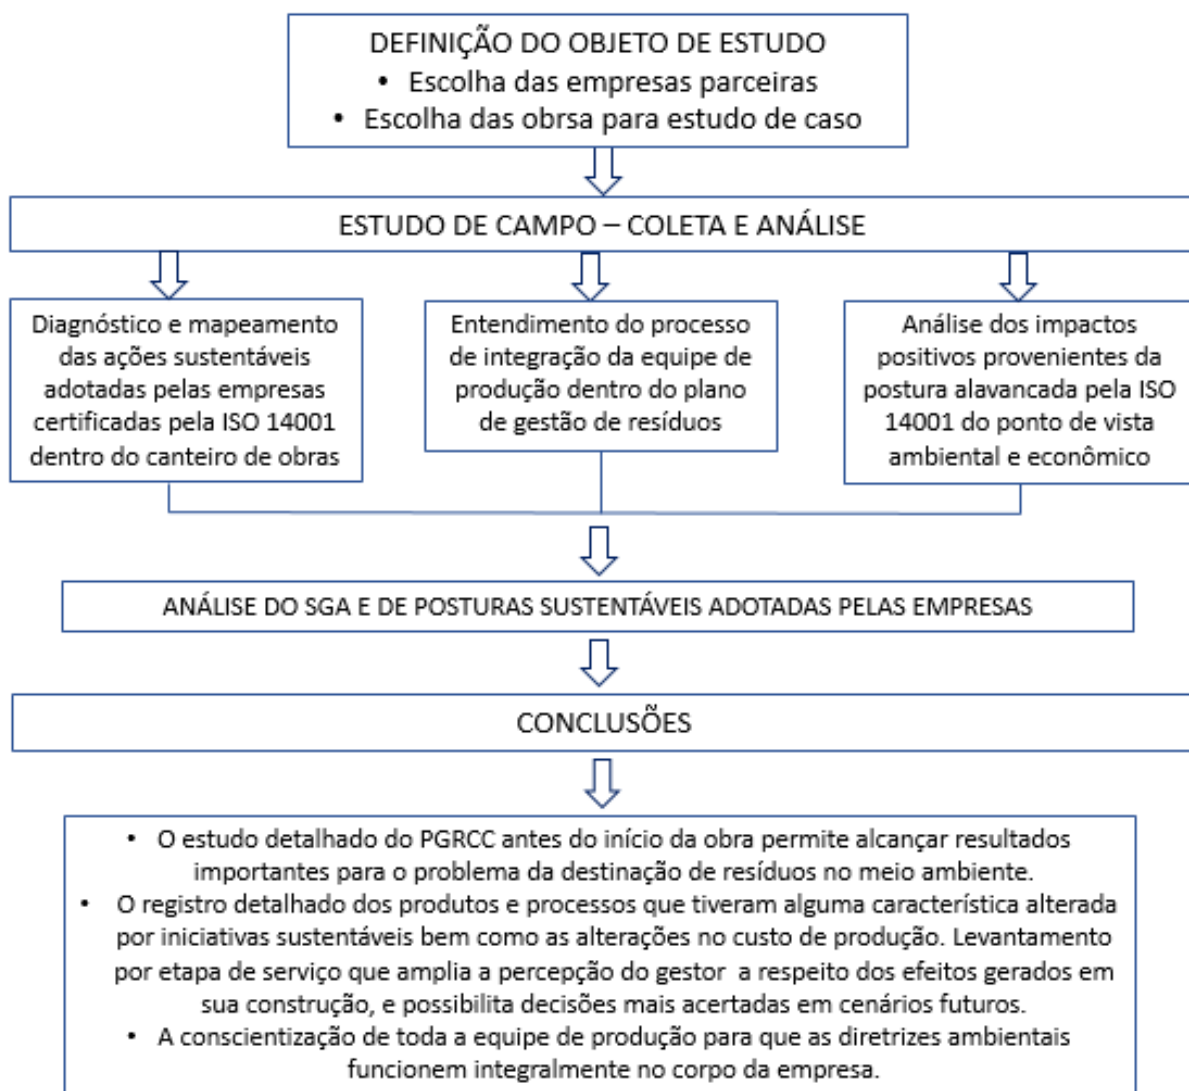 DEFINIÇÃO DO OBJETO DE ESTUDO
• Escolha das empresas parceiras
• Escolha das obrsa para estudo de caso
ESTUDO DE CAMPO – COLETA E ANÁLISE
Diagnóstico e mapeamento
das ações sustentáveis
adotadas pelas empresas
certificadas pela ISO 14001
dentro do canteiro de obras
Entendimento do processo
de integração da equipe de
produção dentro do plano
de gestão de resíduos
Análise dos impactos
positivos provenientes da
postura alavancada pela ISO
14001 do ponto de vista
ambiental e econômico
ANÁLISE DO SGA E DE POSTURAS SUSTENTÁVEIS ADOTADAS PELAS EMPRESAS
CONCLUSÕES
• O estudo detalhado do PGRCC antes do início da obra permite alcançar resultados
importantes para o problema da destinação de resíduos no meio ambiente.
• O registro detalhado dos produtos e processos que tiveram alguma característica alterada
por iniciativas sustentáveis bem como as alterações no custo de produção. Levantamento
por etapa de serviço que amplia a percepção do gestor a respeito dos efeitos gerados em
sua construção, e possibilita decisões mais acertadas em cenários futuros.
• A conscientização de toda a equipe de produção para que as diretrizes ambientais
funcionem integralmente no corpo da empresa.